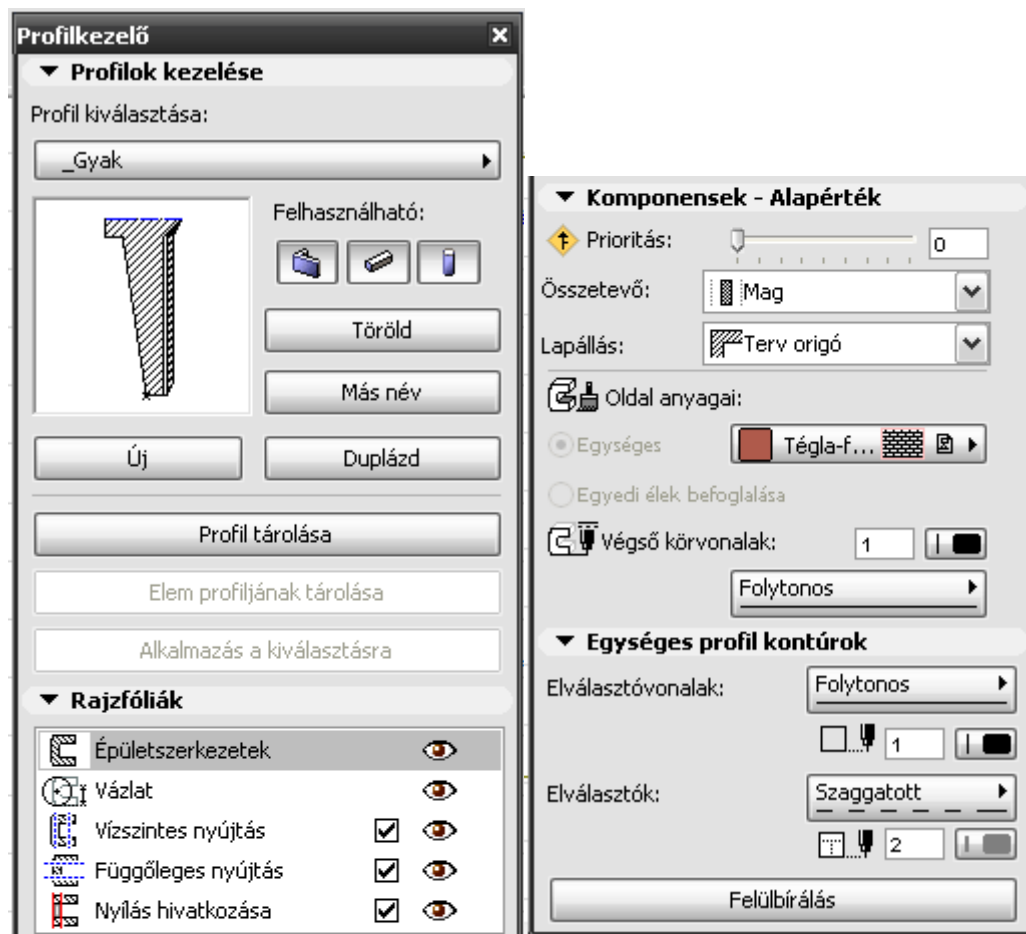 Profilkezelő
Profilok kezelése
Profil kiválasztása:
_Gyak
Felhasználható:
Töröld
Más név
Új
Duplázd
Profil tárolása
Elem profiljának tárolása
Alkalmazás a kiválasztásra
Rajzfóliák
Épületszerkezetek
Vázlat
Vízszintes nyújtás
Függőleges nyújtás
Nyílás hivatkozása
Komponensek - Alapérték
Prioritás:
0
Összetevő:
Mag
Lapállás:
Terv origó
Oldal anyagai:
Egységes
Tégla-f...
Egyedi élek befoglalása
Végső körvonalak:
1
Folytonos
Egységes profil kontúrok
Elválasztóvonalak:
Folytonos
1
Elválasztók:
Szaggatott
2
Felülbírálás